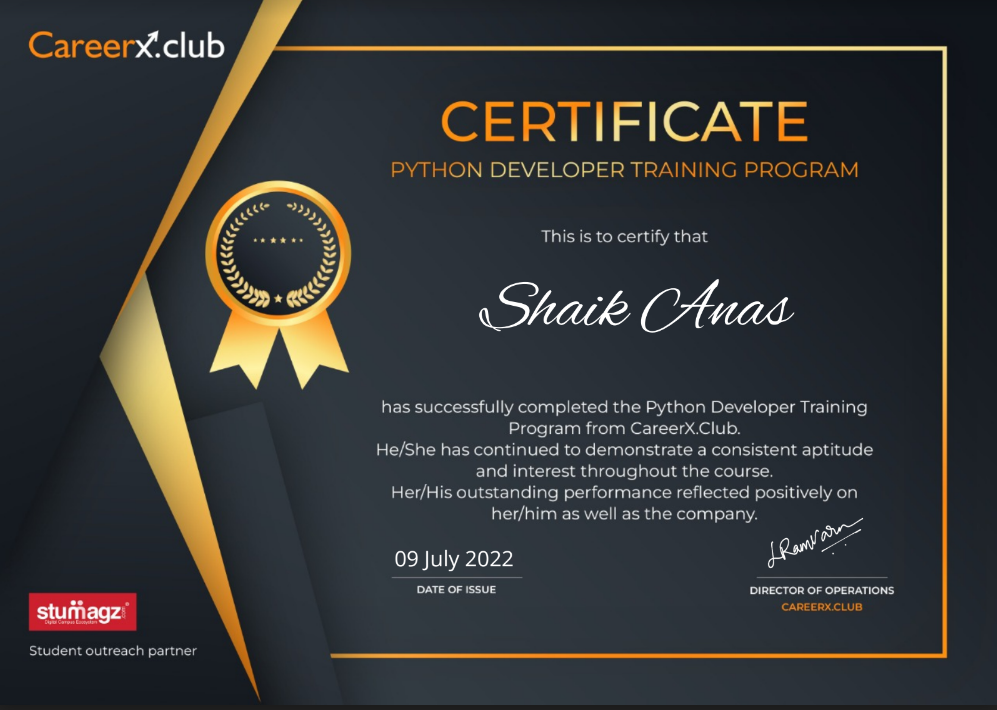 CareerX.club
CERTIFICATE
PYTHON DEVELOPER TRAINING PROGRAM
This is to certify that
Shaik Anas
has successfully completed the Python Developer Training
Program from CareerX.Club.
He/She has continued to demonstrate a consistent aptitude
and interest throughout the course.
Her/His outstanding performance reflected positively on
her/him as well as the company.
09 July 2022
DATE OF ISSUE
DIRECTOR OF OPERATIONS
CAREERX.CLUB
stumagz.com
Digital Campus Ecosystem
Student outreach partner